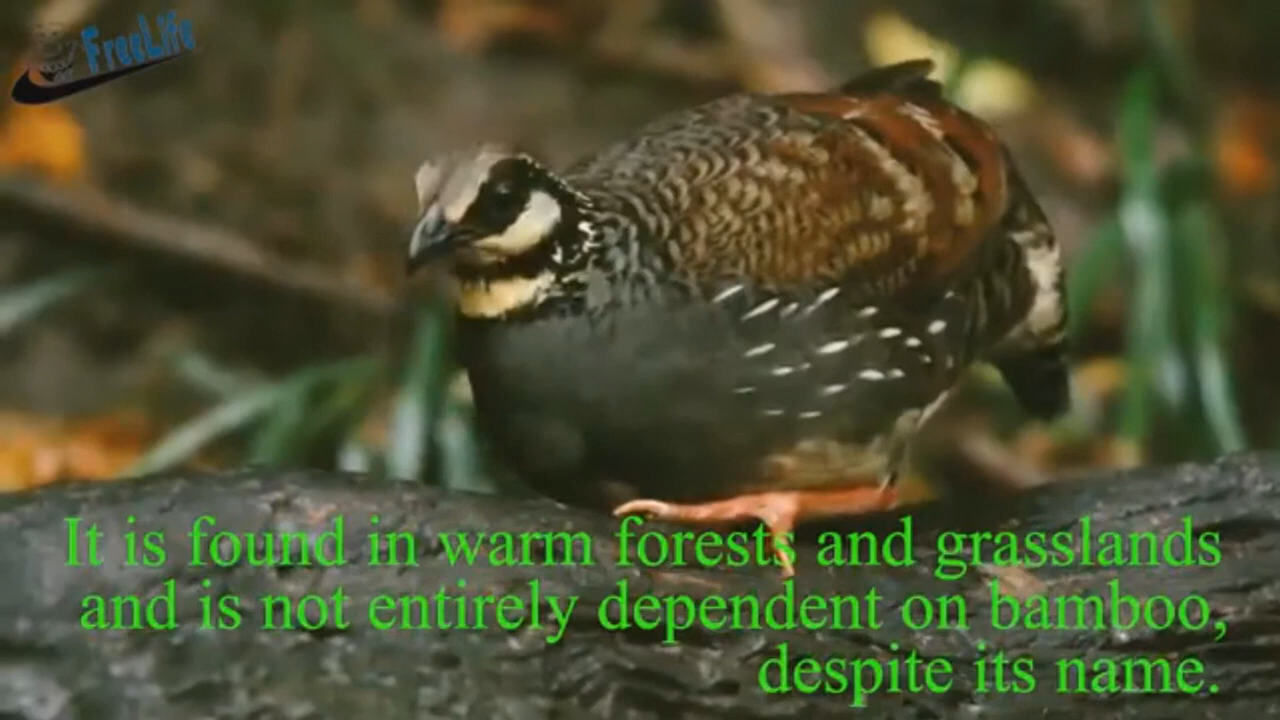 FreeLife
It is found in warm forests and grasslands
and is not entirely dependent on bamboo,
despite its name.